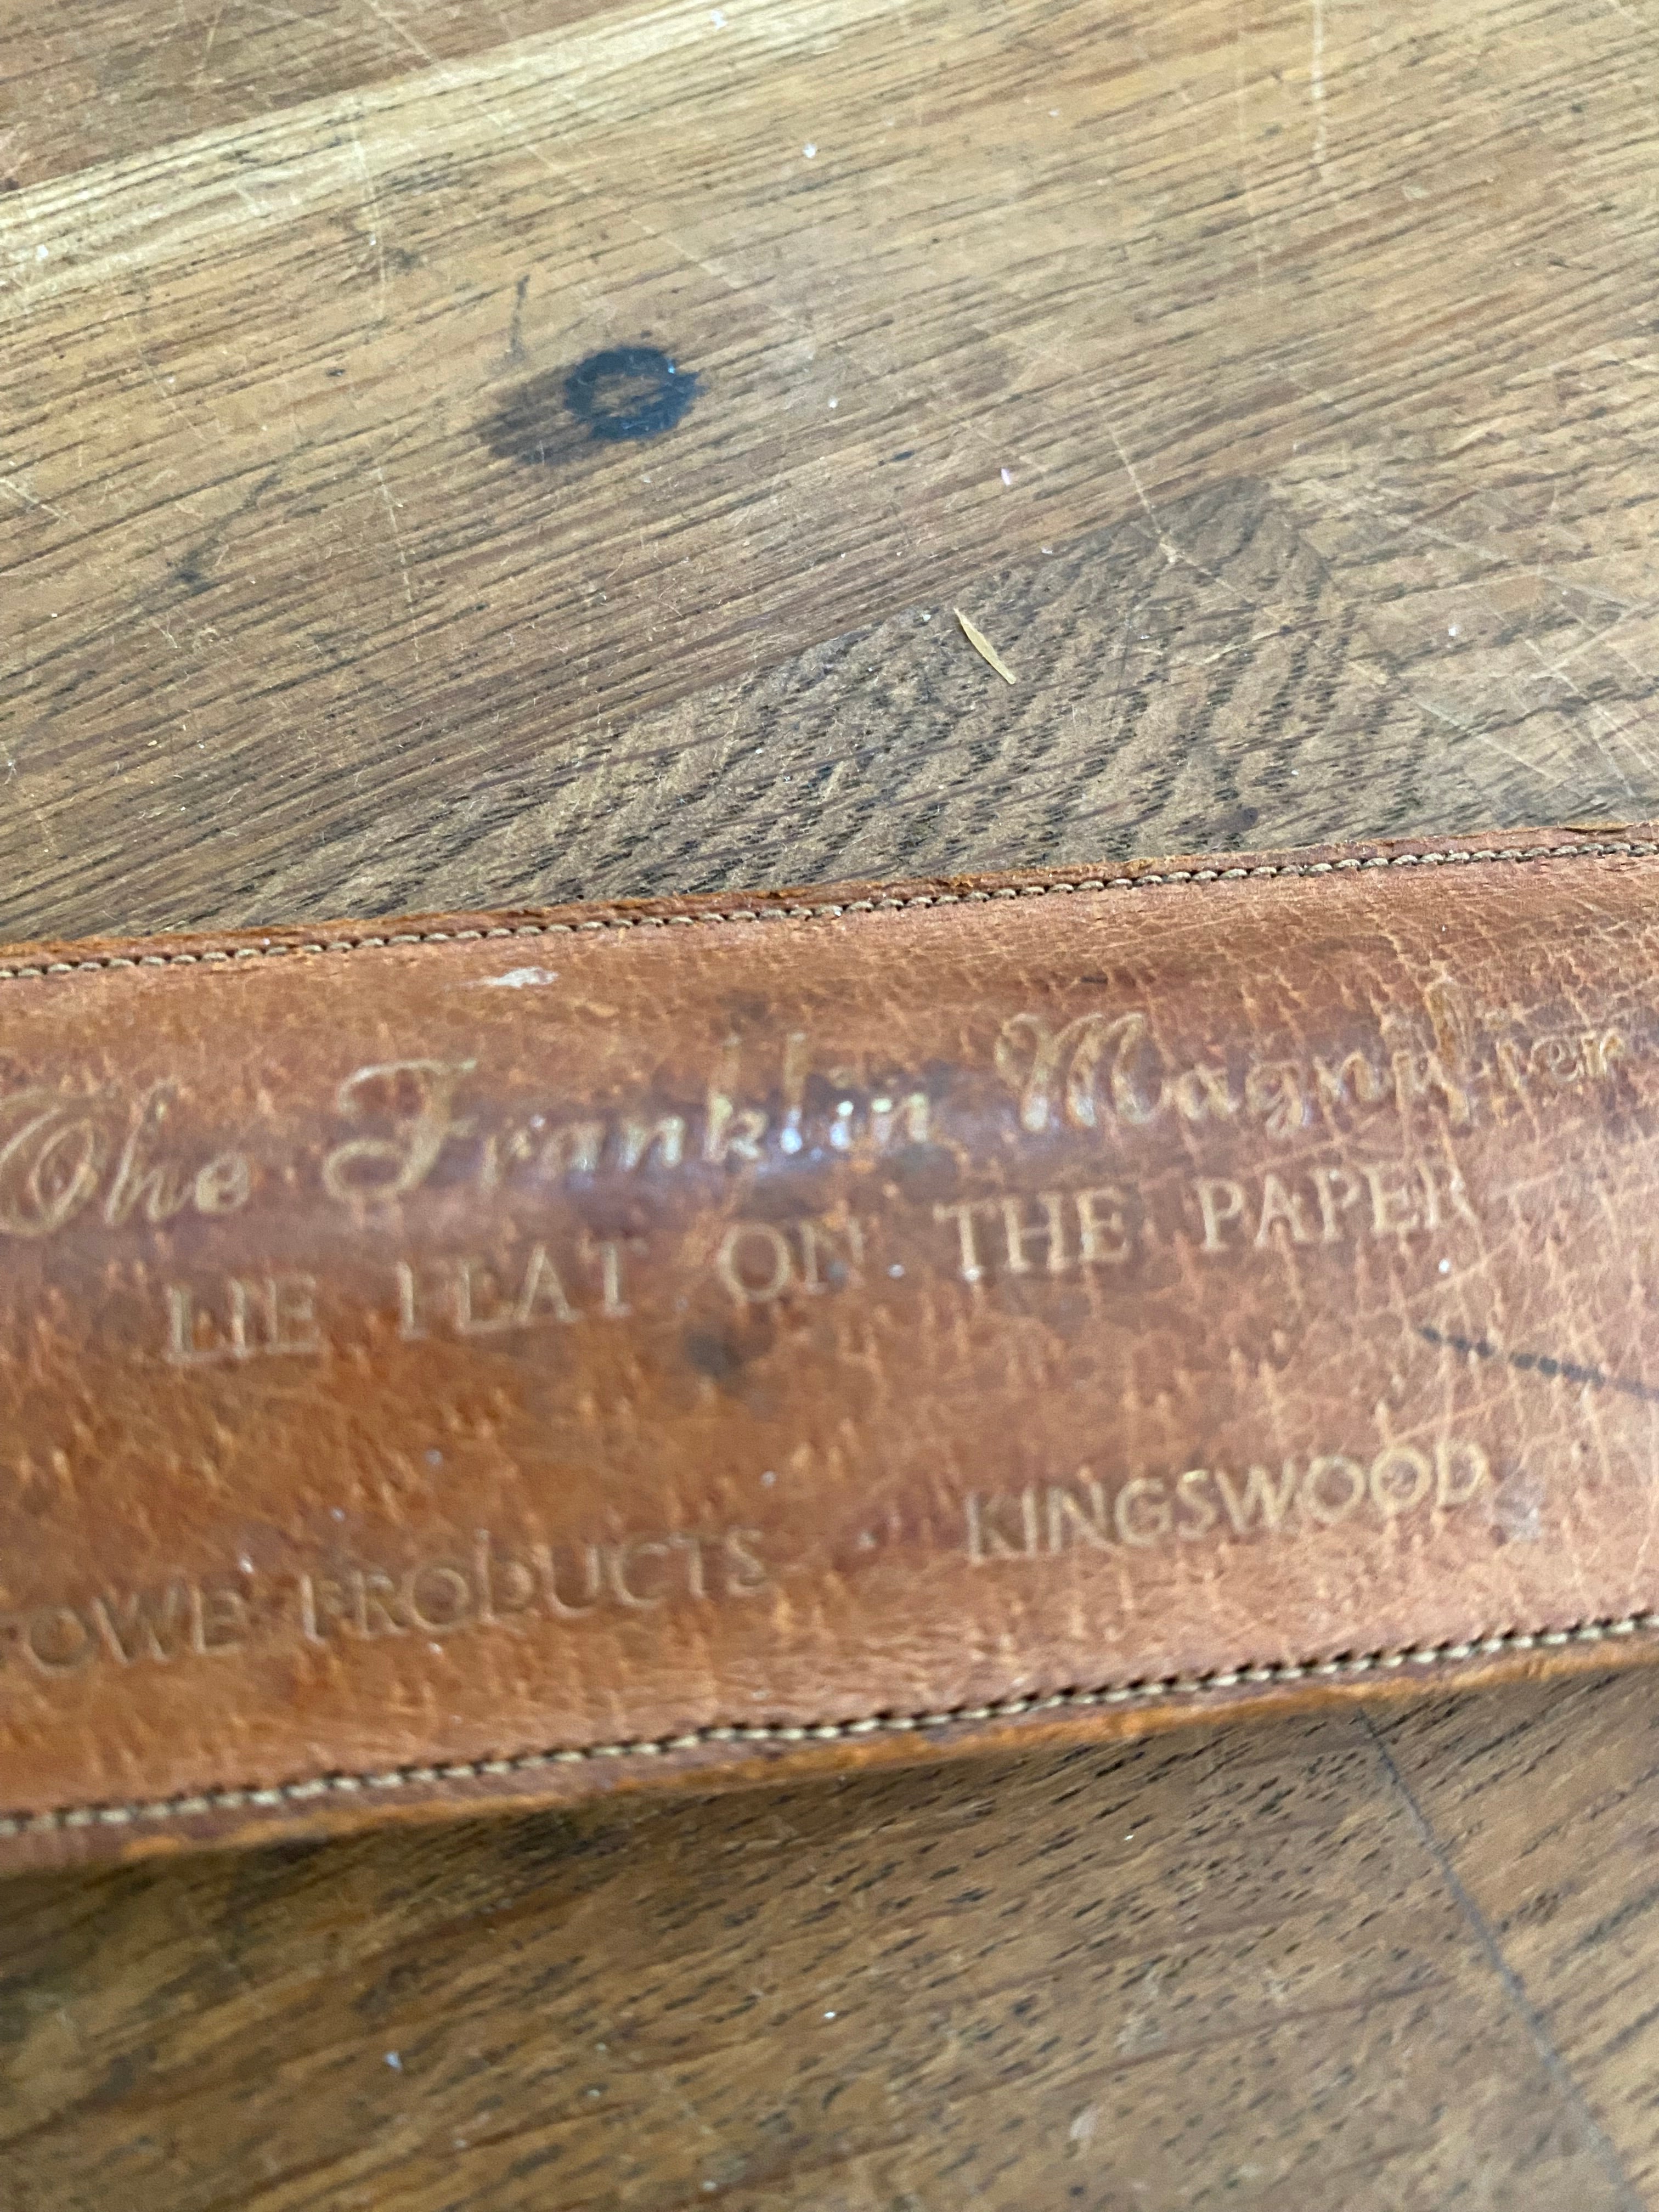 The Franklin Magnifier
LIE FLAT ON THE PAPER
PRODUCTS KINGSWOOD